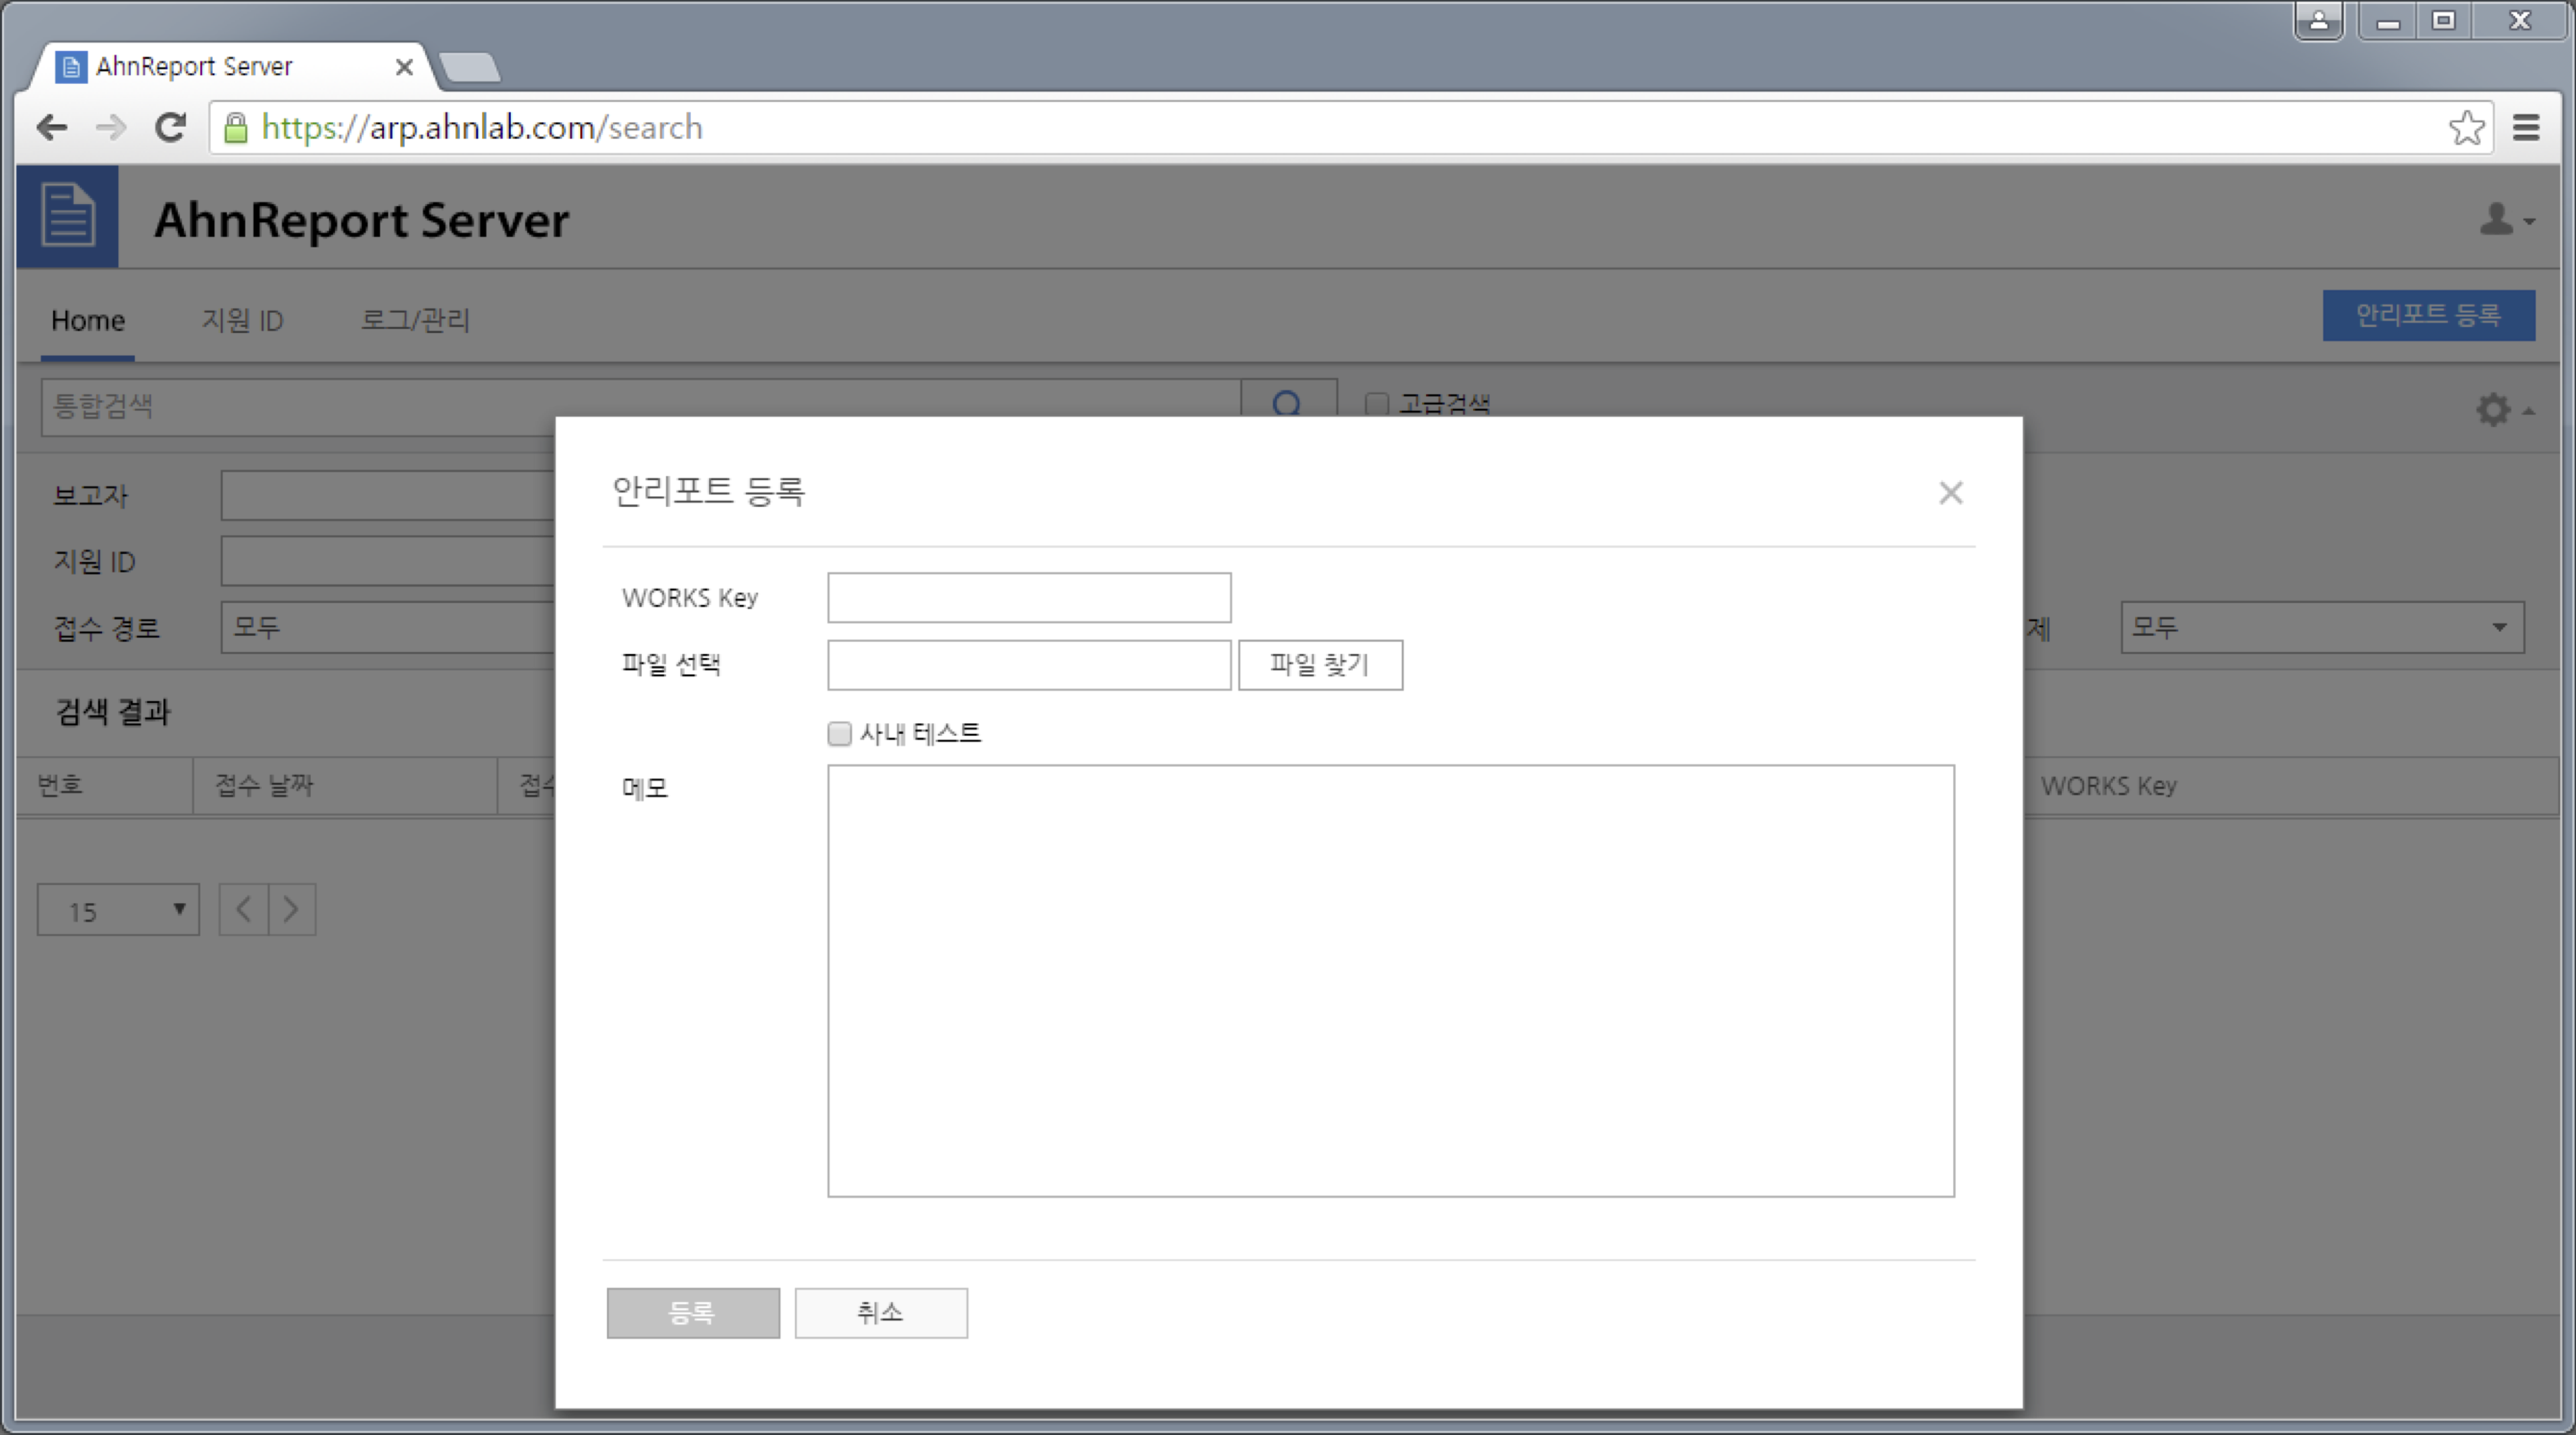 AhnReport Server
https://arp.ahnlab.com/search
AhnReport Server
Home 지원 ID 로그/관리 안리포트 등록
통합검색 고급검색
안리포트 등록
보고자
지원 ID
접수 경로 모두 제 모두
WORKS Key
파일 선택 파일 찾기
사내 테스트
메모
검색 결과
번호 접수 날짜 접수 WORKS Key
15
등록 취소